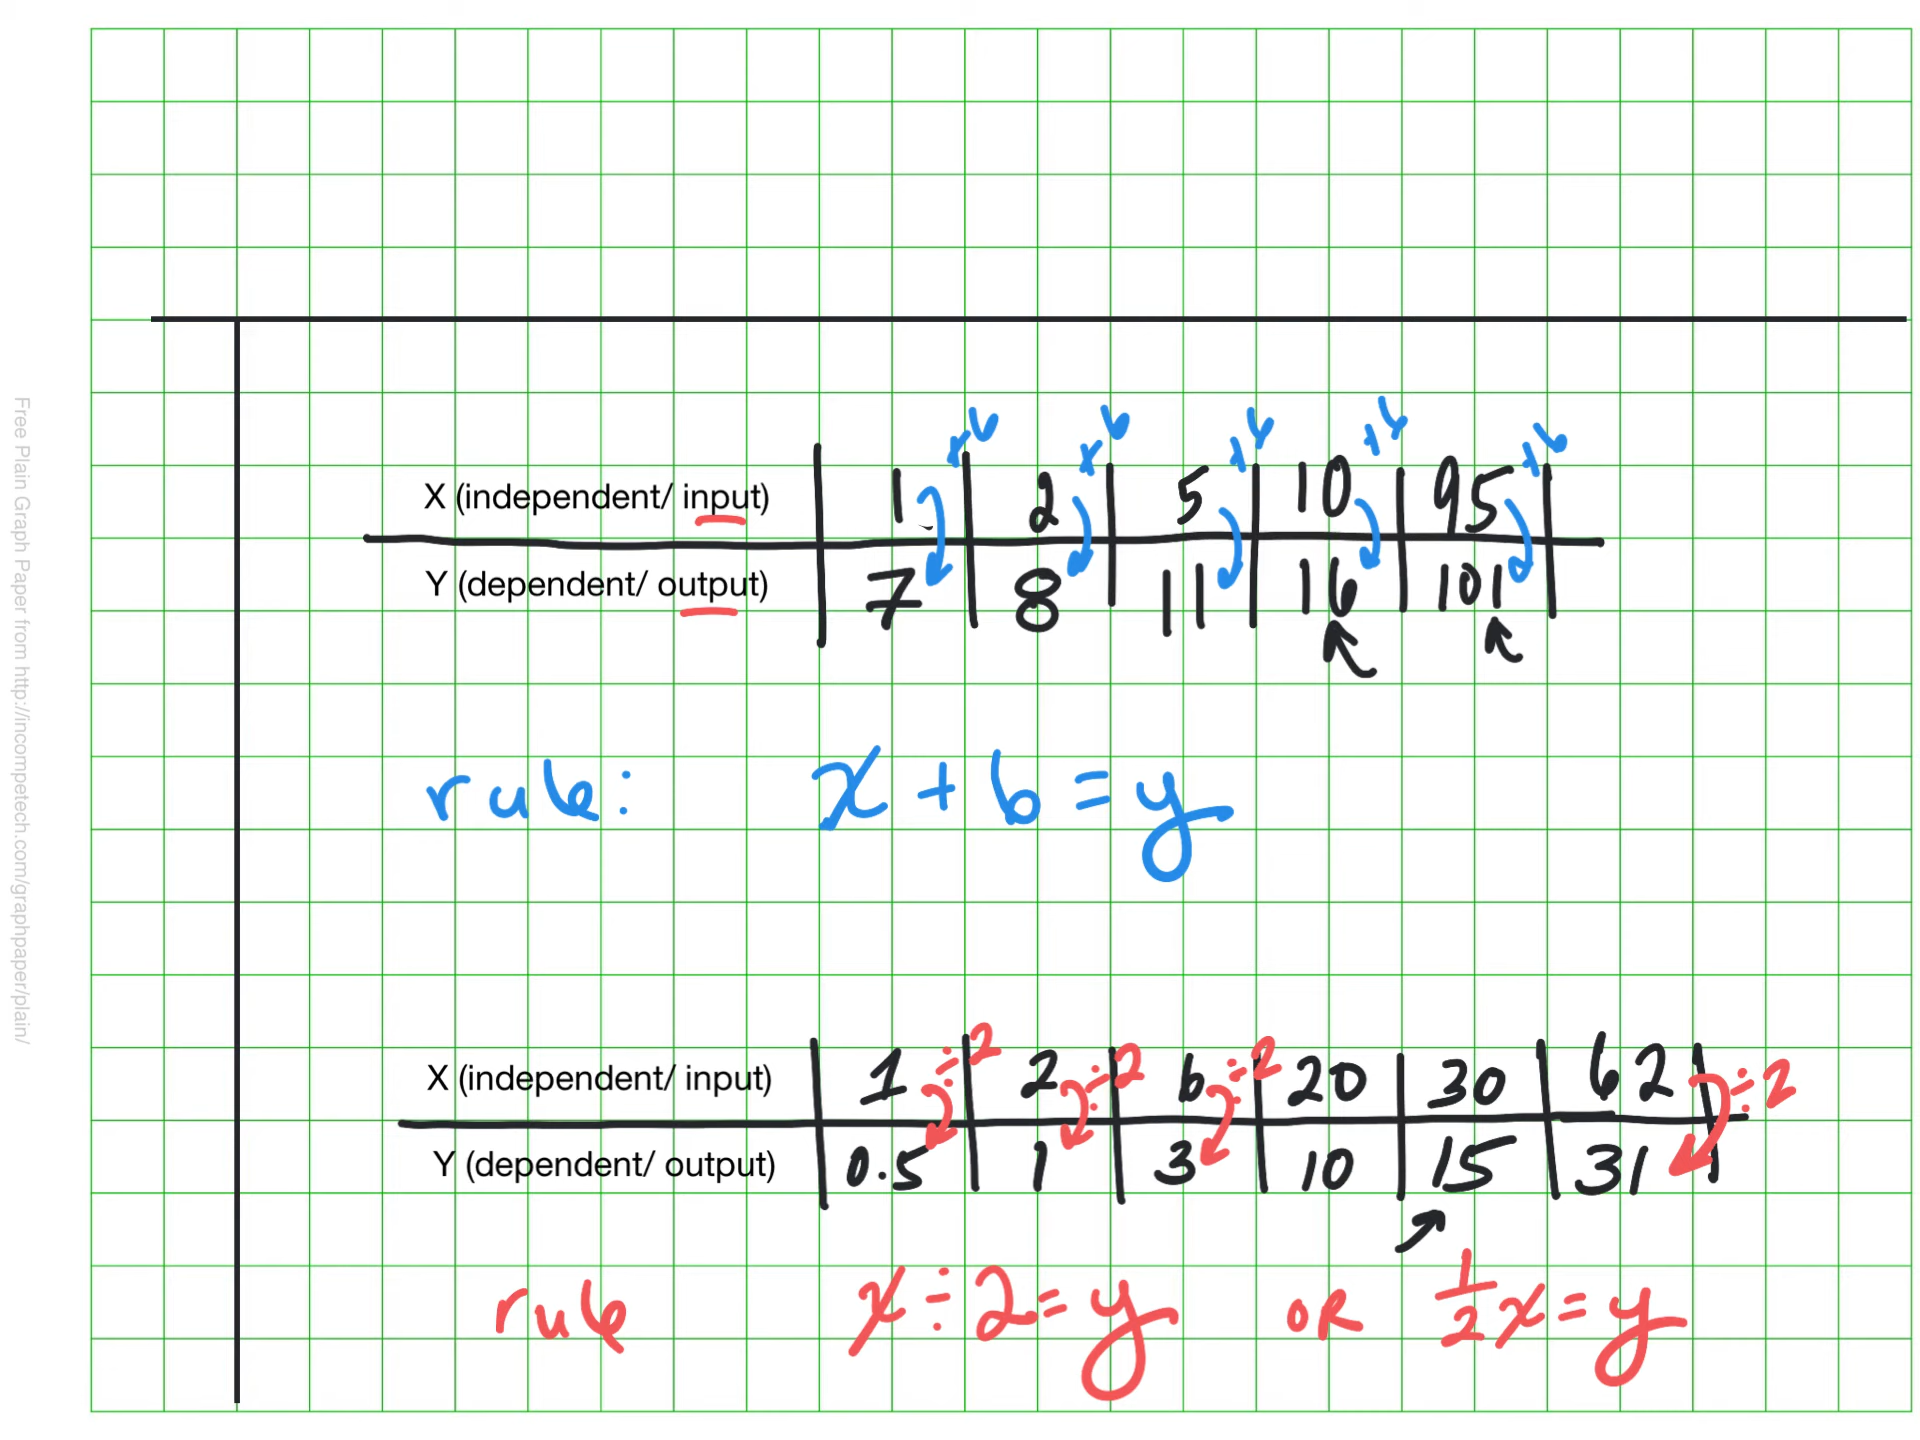 +6 +6 +6 +6 +6
X (independent/ input) 1 2 5 10 95
Y (dependent/ output) 7 8 11 16 101
rule: x + 6 = y
÷2 ÷2 ÷2 ÷2
X (independent/ input) 1 2 6 20 30 62
Y (dependent/ output) 0.5 1 3 10 15 31
rule x ÷ 2 = y OR 1/2 x = y
Free Plain Graph Paper from http://incompetech.com/graphpaper/plain/